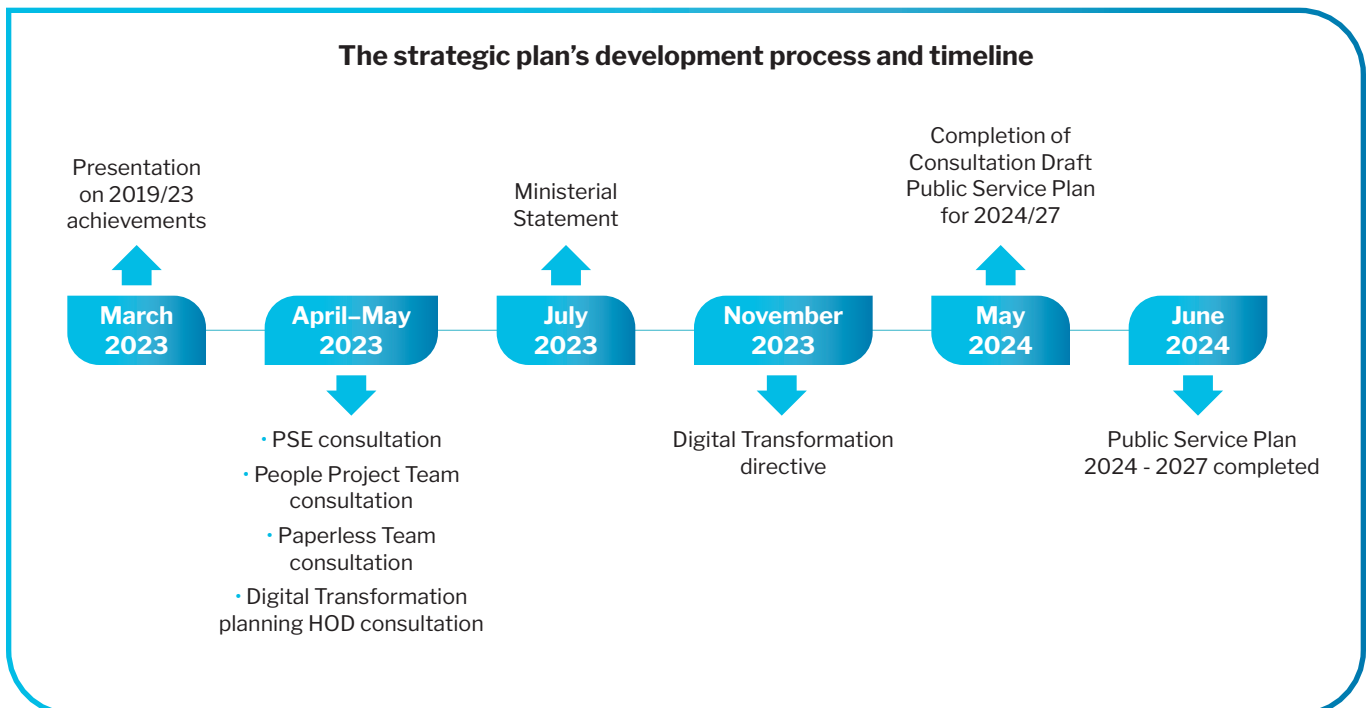 The strategic plan's development process and timeline
Presentation
on 2019/23
achievements
March
2023
April–May
2023
• PSE consultation
• People Project Team
consultation
• Paperless Team
consultation
• Digital Transformation
planning HOD consultation
Ministerial
Statement
July
2023
November
2023
Digital Transformation
directive
Completion of
Consultation Draft
Public Service Plan
for 2024/27
May
2024
June
2024
Public Service Plan
2024 - 2027 completed